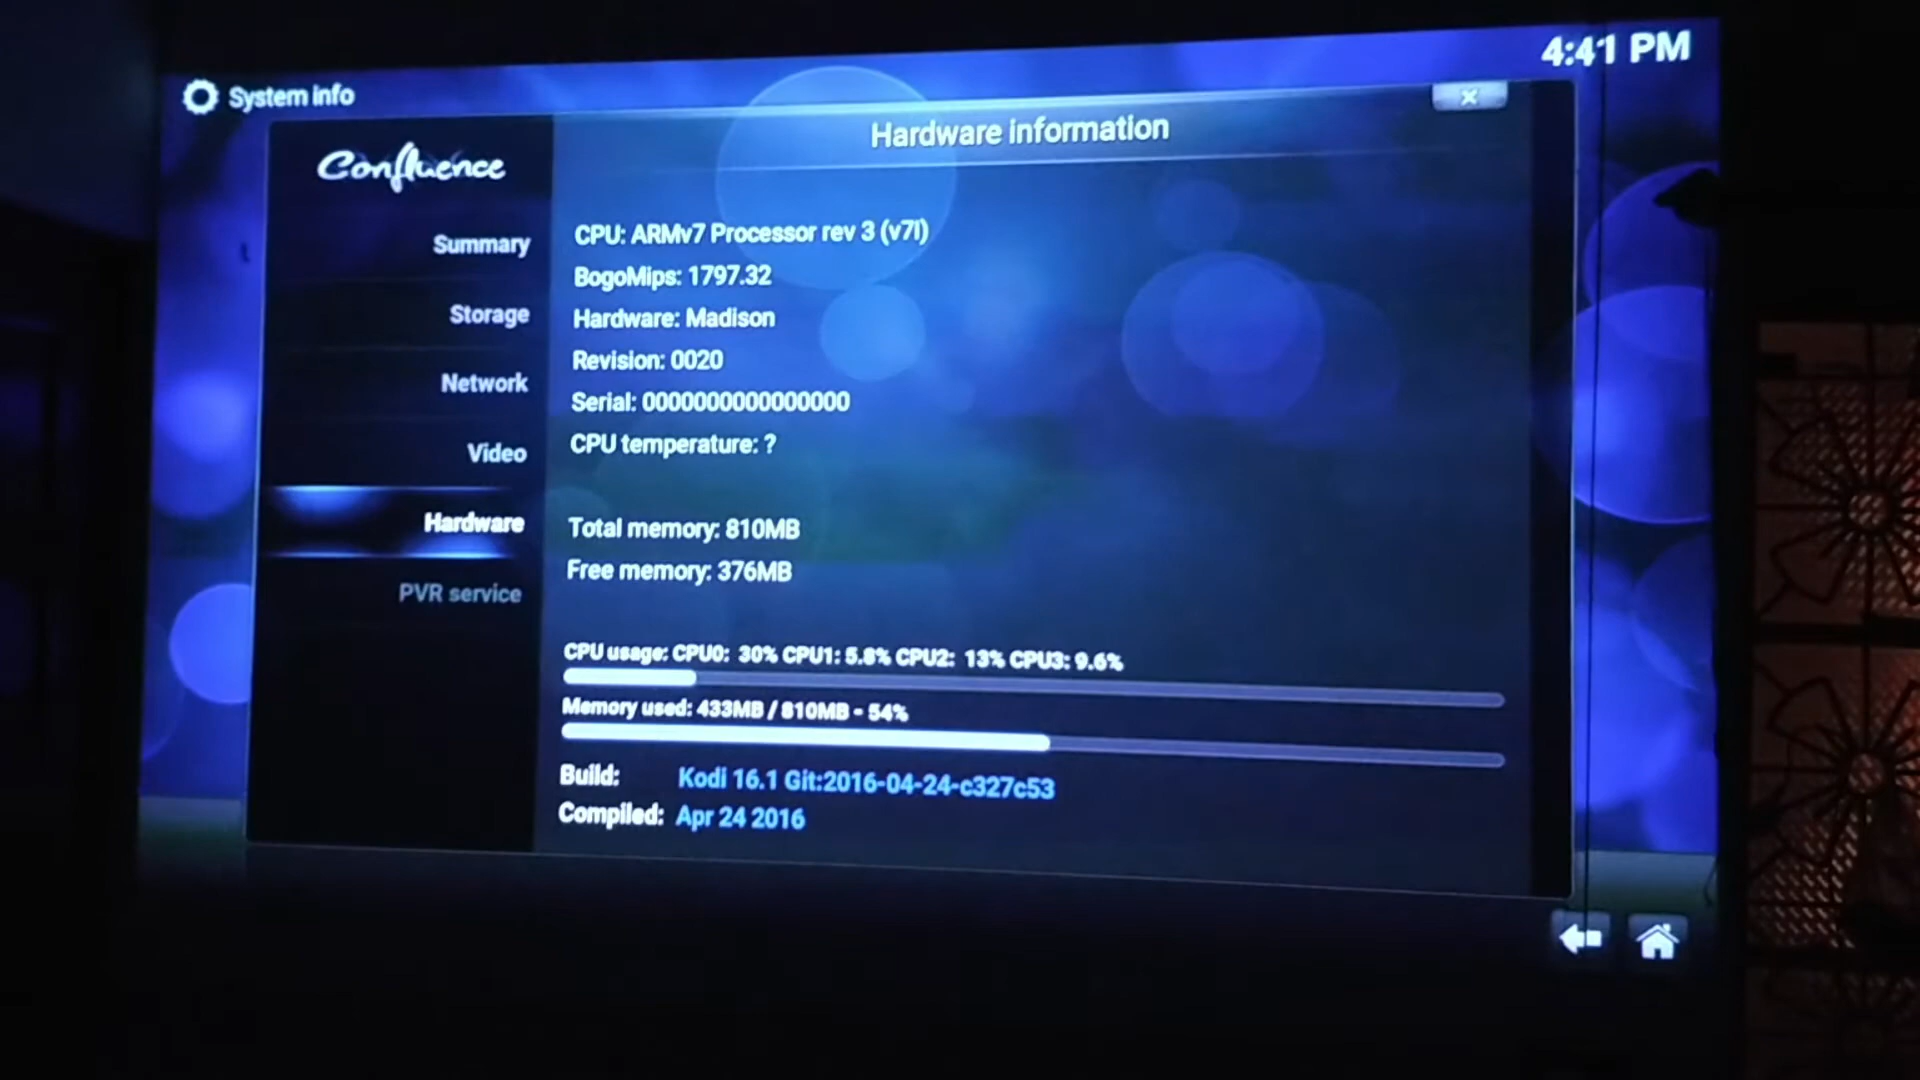 4:41 PM
System info
Hardware information
Confluence
Summary
Storage
Network
Video
Hardware
PVR service
CPU: ARMv7 Processor rev 3 (v7l)
BogoMips: 1797.32
Hardware: Madison
Revision: 0020
Serial: 0000000000000000
CPU temperature: ?
Total memory: 810MB
Free memory: 376MB
CPU usage: CPU0: 30% CPU1: 5.8% CPU2: 13% CPU3: 9.6%
Memory used: 433MB / 810MB - 54%
Build: Kodi 16.1 Git:2016-04-24-c327c53
Compiled: Apr 24 2016